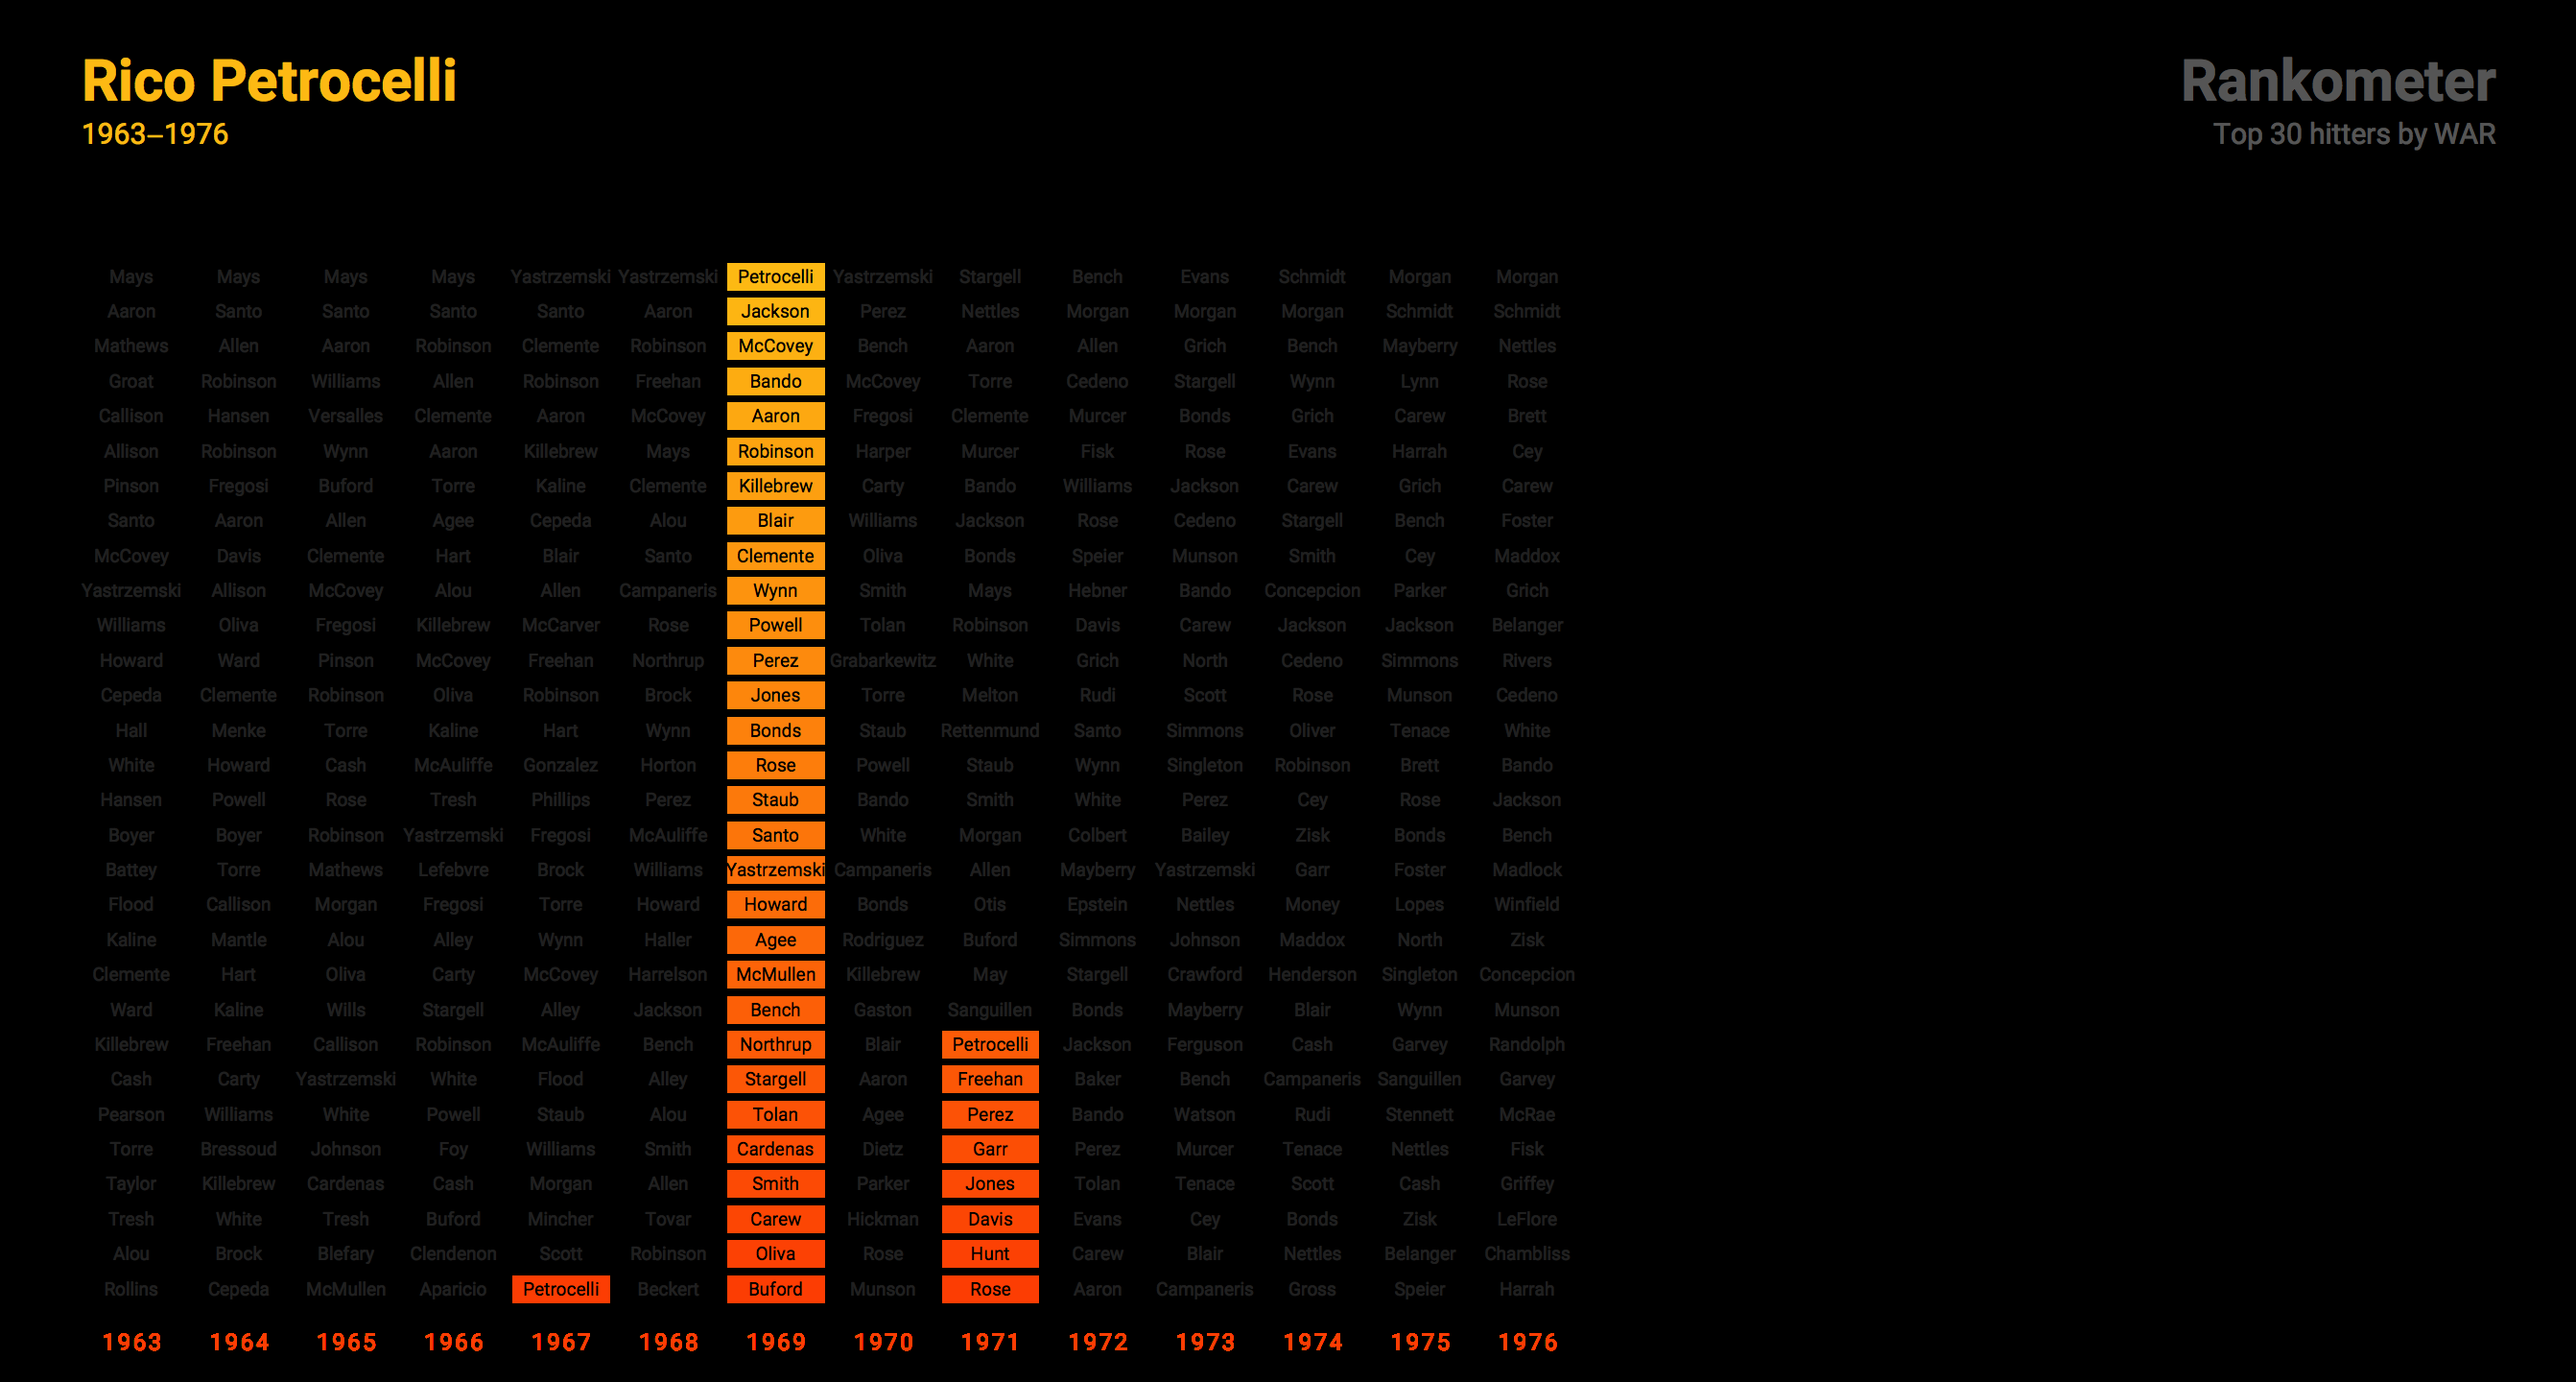 Rico Petrocelli
1963–1976
Rankometer
Top 30 hitters by WAR
Mays Mays Mays Mays Yastrzemski Yastrzemski Petrocelli Yastrzemski Stargell Bench Evans Schmidt Morgan Morgan
Aaron Santo Santo Santo Santo Aaron Jackson Perez Nettles Morgan Morgan Morgan Schmidt Schmidt
Mathews Allen Aaron Robinson Clemente Robinson McCovey Bench Aaron Allen Grich Bench Mayberry Nettles
Groat Robinson Williams Allen Robinson Freehan Bando McCovey Torre Cedeno Stargell Wynn Lynn Rose
Callison Hansen Versalles Clemente Aaron McCovey Aaron Fregosi Clemente Murcer Bonds Grich Carew Brett
Allison Robinson Wynn Aaron Killebrew Mays Robinson Harper Murcer Fisk Rose Evans Harrah Cey
Pinson Fregosi Buford Torre Kaline Clemente Killebrew Carty Bando Williams Jackson Carew Grich Carew
Santo Aaron Allen Agee Cepeda Alou Blair Williams Jackson Rose Cedeno Stargell Bench Foster
McCovey Davis Clemente Hart Blair Santo Clemente Oliva Bonds Speier Munson Smith Cey Maddox
Yastrzemski Allison McCovey Alou Allen Campaneris Wynn Smith Mays Hebner Bando Concepcion Parker Grich
Williams Oliva Fregosi Killebrew McCarver Rose Powell Tolan Robinson Davis Carew Jackson Jackson Belanger
Howard Ward Pinson McCovey Freehan Northrup Perez Grabarkewitz White Grich North Cedeno Simmons Rivers
Cepeda Clemente Robinson Oliva Robinson Brock Jones Torre Melton Rudi Scott Rose Munson Cedeno
Hall Menke Torre Kaline Hart Wynn Bonds Staub Rettenmund Santo Simmons Oliver Tenace White
White Howard Cash McAuliffe Gonzalez Horton Rose Powell Staub Wynn Singleton Robinson Brett Bando
Hansen Powell Rose Tresh Phillips Perez Staub Bando Smith White Perez Cey Rose Jackson
Boyer Boyer Robinson Yastrzemski Fregosi McAuliffe Santo White Morgan Colbert Bailey Zisk Bonds Bench
Battey Torre Mathews Lefebvre Brock Williams Yastrzemski Campaneris Allen Mayberry Yastrzemski Garr Foster Madlock
Flood Callison Morgan Fregosi Torre Howard Howard Bonds Otis Epstein Nettles Money Lopes Winfield
Kaline Mantle Alou Alley Wynn Haller Agee Rodriguez Buford Simmons Johnson Maddox North Zisk
Clemente Hart Oliva Carty McCovey Harrelson McMullen Killebrew May Stargell Crawford Henderson Singleton Concepcion
Ward Kaline Wills Stargell Alley Jackson Bench Gaston Sanguillen Bonds Mayberry Blair Wynn Munson
Killebrew Freehan Callison Robinson McAuliffe Bench Northrup Blair Petrocelli Jackson Ferguson Cash Garvey Randolph
Cash Carty Yastrzemski White Flood Alley Stargell Aaron Freehan Baker Bench Campaneris Sanguillen Garvey
Pearson Williams White Powell Staub Alou Tolan Agee Perez Bando Watson Rudi Stennett McRae
Torre Bressoud Johnson Foy Williams Smith Cardenas Dietz Garr Perez Murcer Tenace Nettles Fisk
Taylor Killebrew Cardenas Cash Morgan Allen Smith Parker Jones Tolan Tenace Scott Cash Griffey
Tresh White Tresh Buford Mincher Tovar Carew Hickman Davis Evans Cey Bonds Zisk LeFlore
Alou Brock Blefary Clendenon Scott Robinson Oliva Rose Hunt Carew Blair Nettles Belanger Chambliss
Rollins Cepeda McMullen Aparicio Petrocelli Beckert Buford Munson Rose Aaron Campaneris Gross Speier Harrah
1963 1964 1965 1966 1967 1968 1969 1970 1971 1972 1973 1974 1975 1976